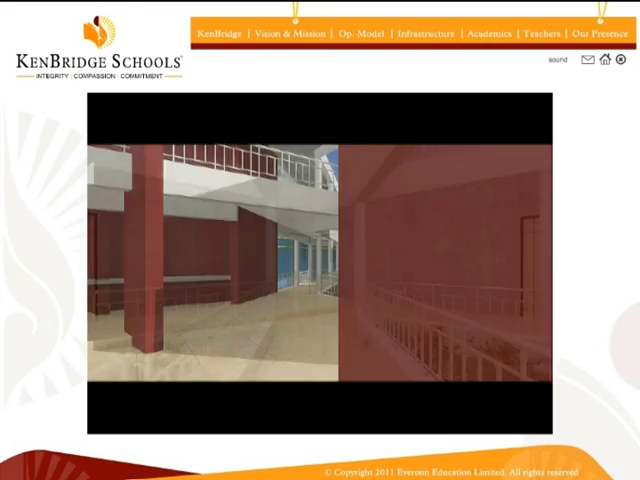 KENBRIDGE SCHOOLS
INTEGRITY | COMPASSION | COMMITMENT
KenBridge | Vision & Mission | Op. Model | Infrastructure | Academics | Teachers | Our Presence
sound
© Copyright 2011 Everonn Education Limited. All rights reserved